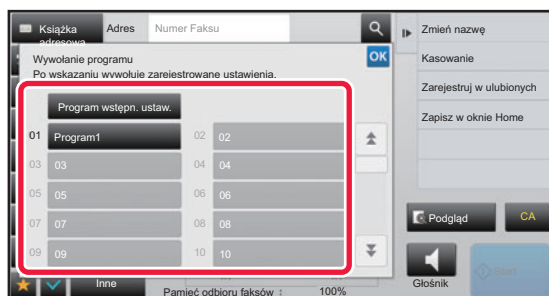 Książka
adresowa
Adres
Numer Faksu
Zmień nazwę
Wywołanie programu
OK
Po wskazaniu wywołuje zarejestrowane ustawienia.
Kasowanie
Zarejestruj w ulubionych
Zapisz w oknie Home
Program wstępn. ustaw.
01 Program1
02 02
03 03
04 04
05 05
06 06
07 07
08 08
09 09
10 10
Podgląd
CA
Start
Głośnik
Inne
Pamięć odbioru faksów : 100%